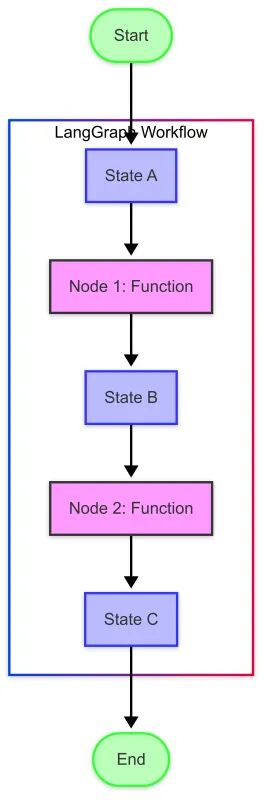 Start
LangGraph Workflow
State A
Node 1: Function
State B
Node 2: Function
State C
End